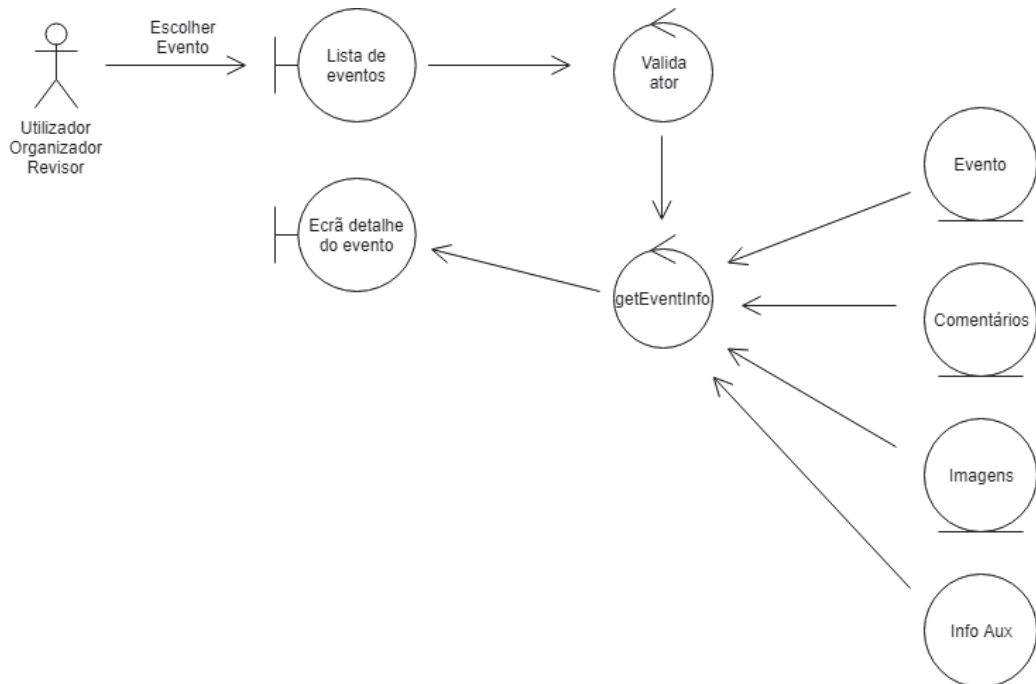 Escolher
Evento
Lista de
eventos
Valida
ator
Utilizador
Organizador
Revisor
Evento
Ecrã detalhe
do evento
getEventInfo
Comentários
Imagens
Info Aux